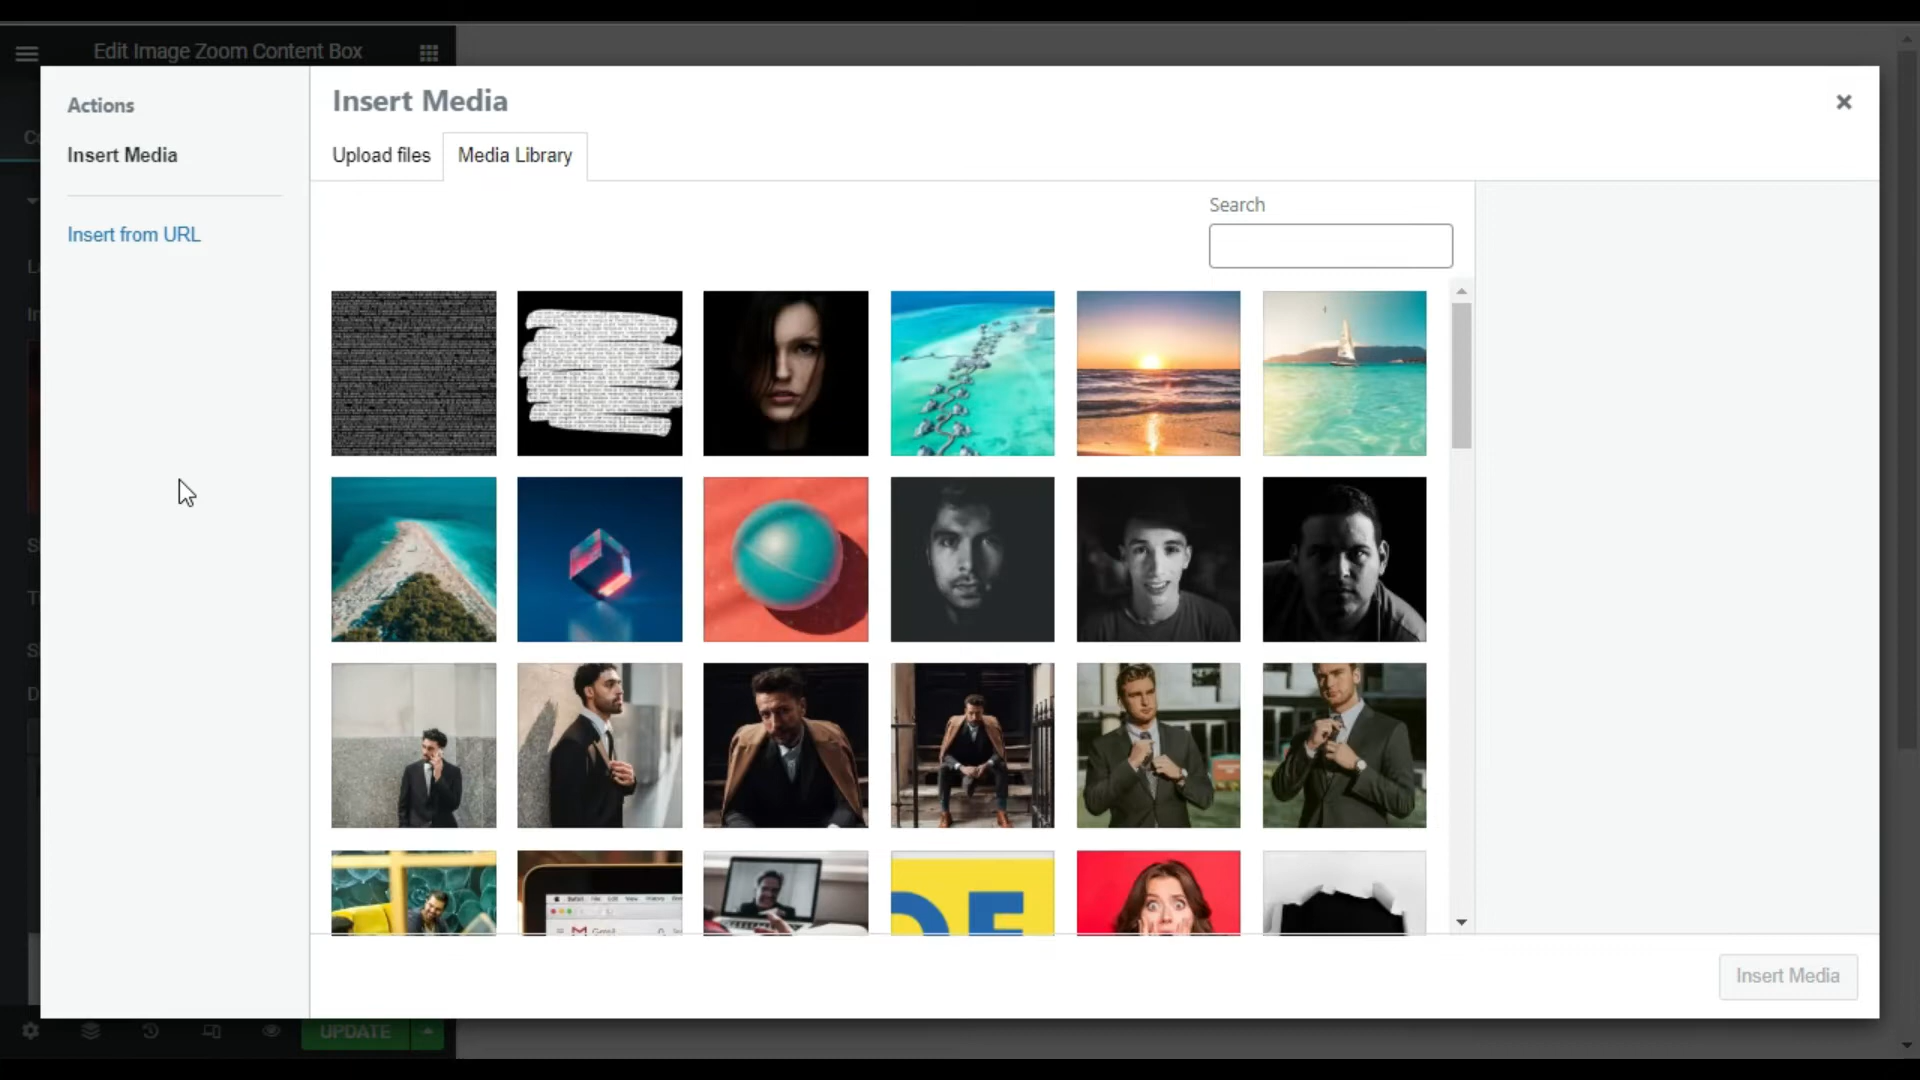 Edit Image Zoom Content Box
Actions
Insert Media
Insert from URL
Insert Media
Upload files
Media Library
Search
DE
Insert Media
UPDATE